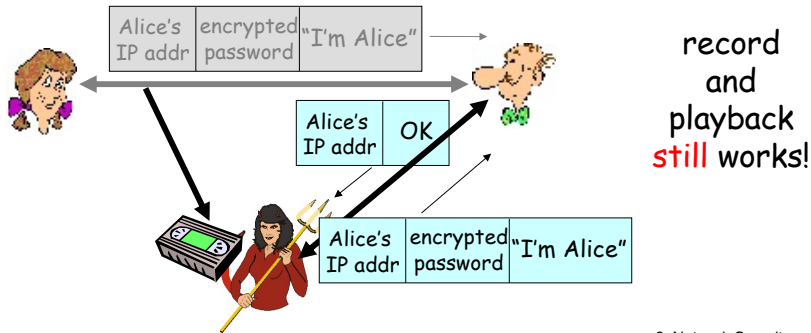 Alice's
IP addr
encrypted
password
"I'm Alice"
record
and
playback
still works!
Alice's
IP addr
OK
Alice's
IP addr
encrypted
password
"I'm Alice"